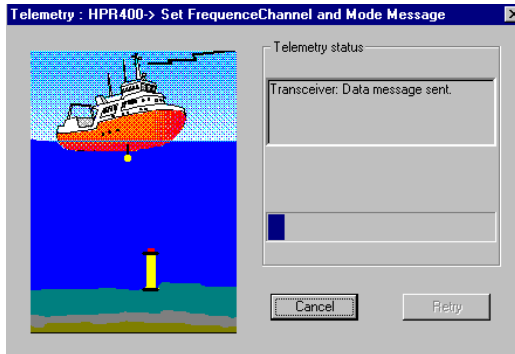 Telemetry : HPR400-> Set FrequenceChannel and Mode Message
Telemetry status
Transceiver: Data message sent.
Cancel
Retry